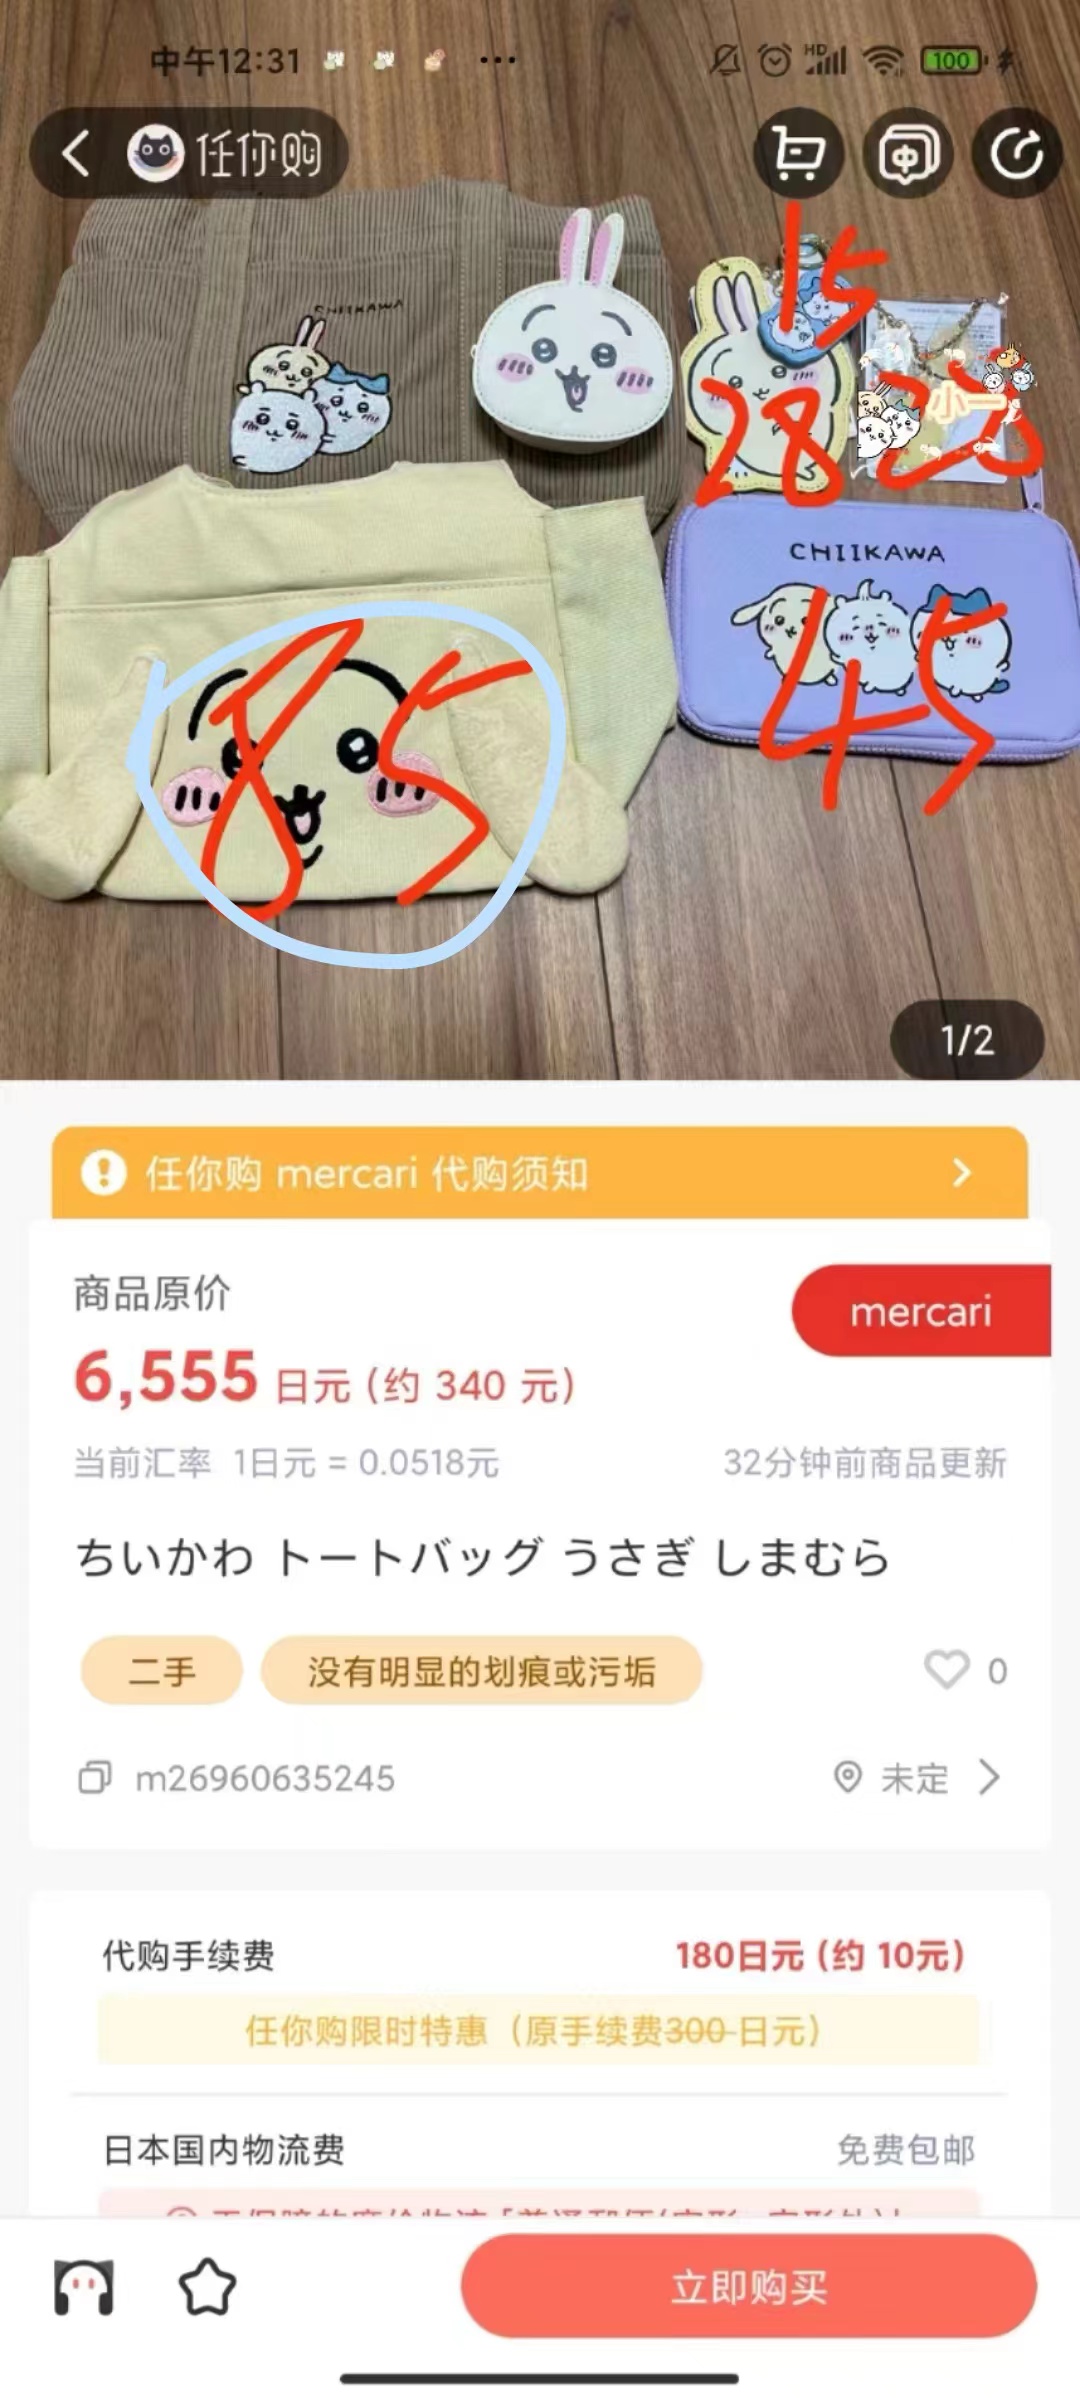 中午12:31
HD
100
任你购
中
CHIIKAWA
15
28
小一
CHIIKAWA
45
85
1/2
任你购 mercari 代购须知
商品原价
mercari
6,555 日元 (约 340 元)
当前汇率 1日元 = 0.0518元
32分钟前商品更新
ちいかわ トートバッグ うさぎ しまむら
二手
没有明显的划痕或污垢
0
m26960635245
未定
代购手续费
180日元 (约 10元)
任你购限时特惠（原手续费300 日元）
日本国内物流费
免费包邮
立即购买